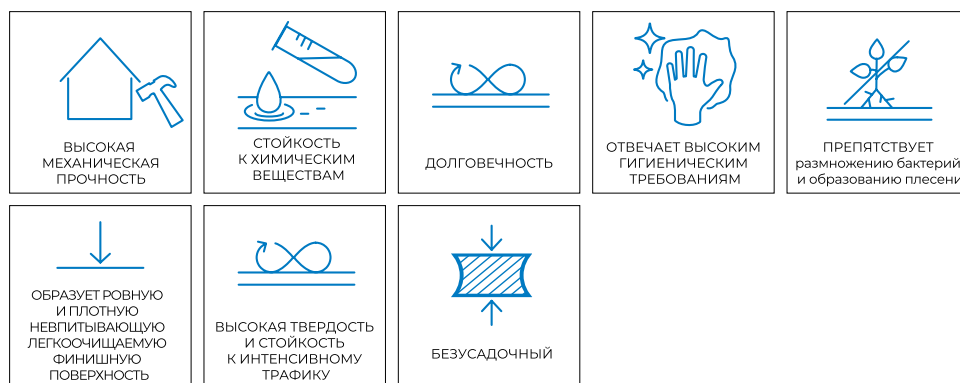 ВЫСОКАЯ
МЕХАНИЧЕСКАЯ
ПРОЧНОСТЬ
СТОЙКОСТЬ
К ХИМИЧЕСКИМ
ВЕЩЕСТВАМ
ДОЛГОВЕЧНОСТЬ
ОТВЕЧАЕТ ВЫСОКИМ
ГИГИЕНИЧЕСКИМ
ТРЕБОВАНИЯМ
ПРЕПЯТСТВУЕТ
размножению бактерий
и образованию плесени
ОБРАЗУЕТ РОВНУЮ
И ПЛОТНУЮ
НЕВПИТЫВАЮЩУЮ
ЛЕГКООЧИЩАЕМУЮ
ФИНИШНУЮ
ПОВЕРХНОСТЬ
ВЫСОКАЯ ТВЕРДОСТЬ
И СТОЙКОСТЬ
К ИНТЕНСИВНОМУ
ТРАФИКУ
БЕЗУСАДОЧНЫЙ